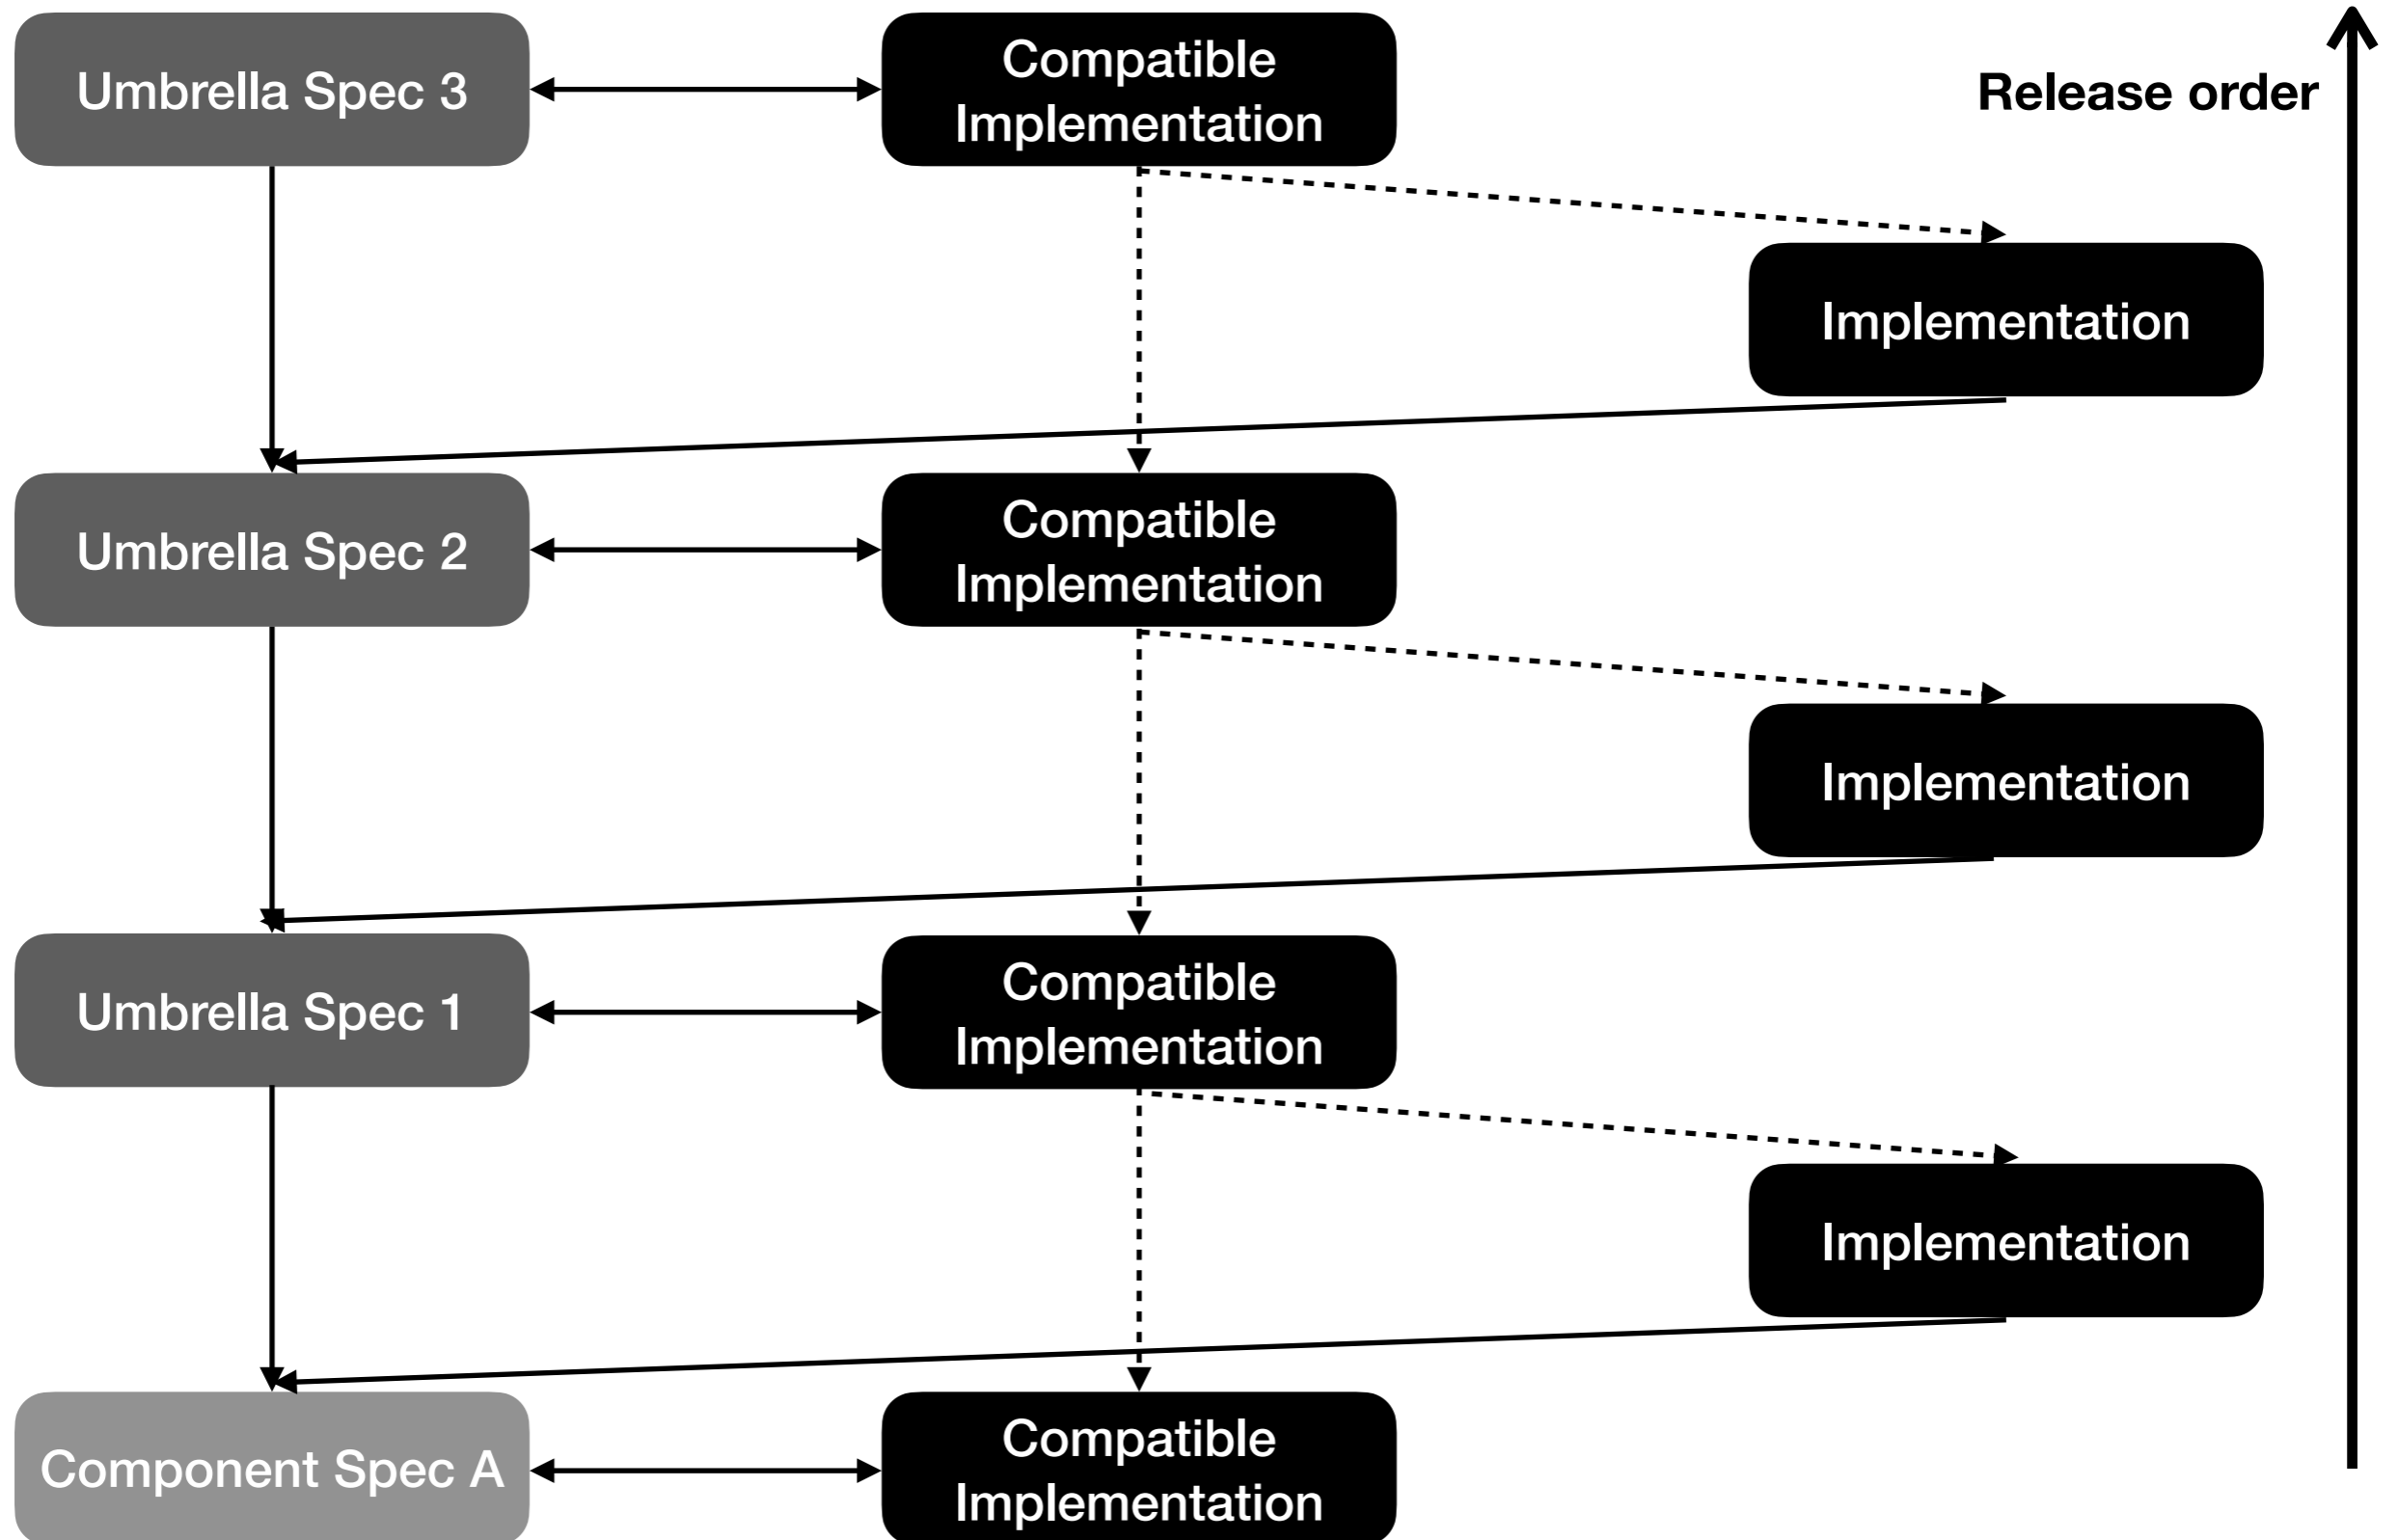 Umbrella Spec 3
Compatible
Implementation
Release order
Implementation
Umbrella Spec 2
Compatible
Implementation
Implementation
Umbrella Spec 1
Compatible
Implementation
Implementation
Component Spec A
Compatible
Implementation